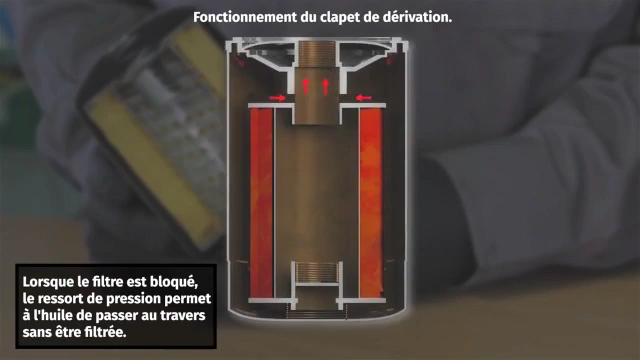 Fonctionnement du clapet de dérivation.
Lorsque le filtre est bloqué,
le ressort de pression permet
à l'huile de passer au travers
sans être filtrée.